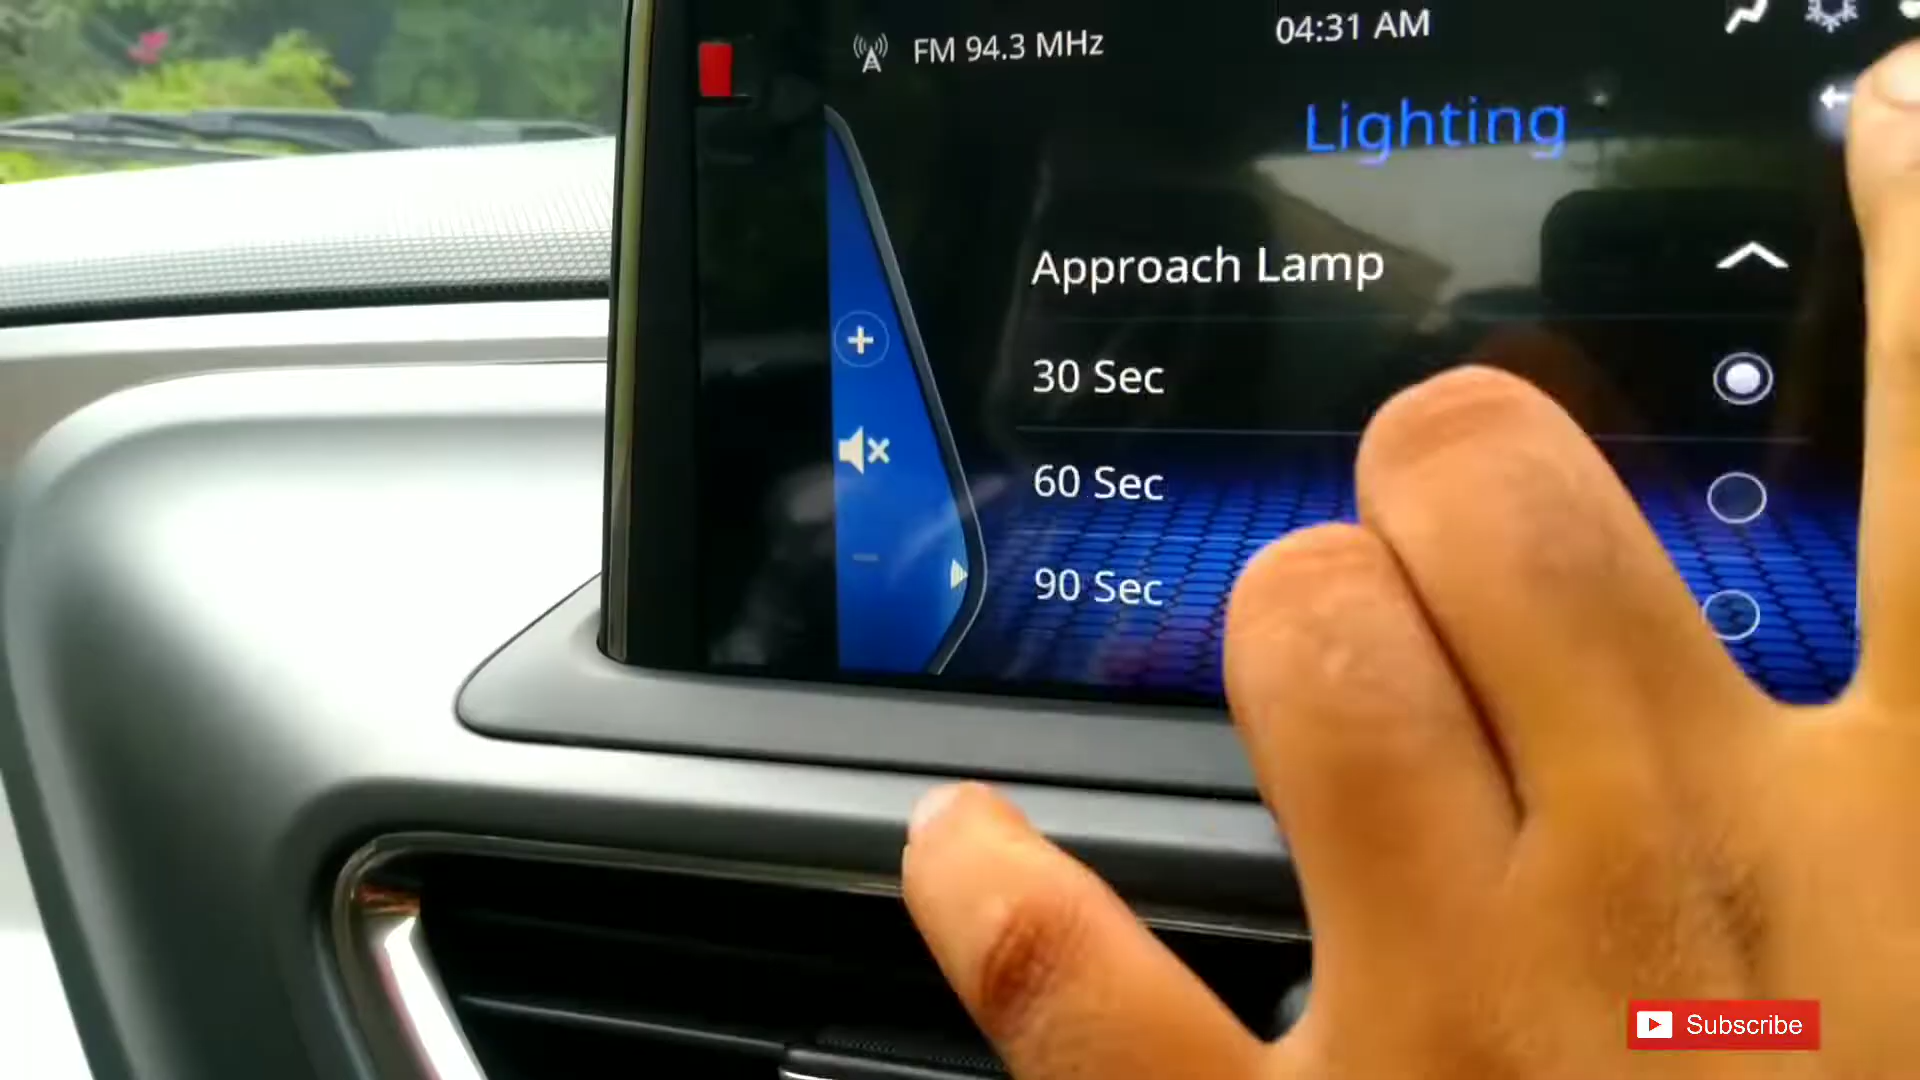 FM 94.3 MHz
04:31 AM
Lighting
Approach Lamp
30 Sec
60 Sec
90 Sec
Subscribe